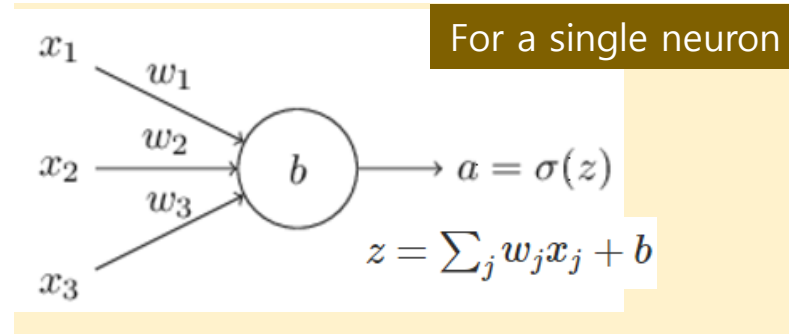 For a single neuron
x₁
w₁
w₂
x₂
b
a = σ(z)
w₃
z = ∑ⱼ wⱼxⱼ + b
x₃